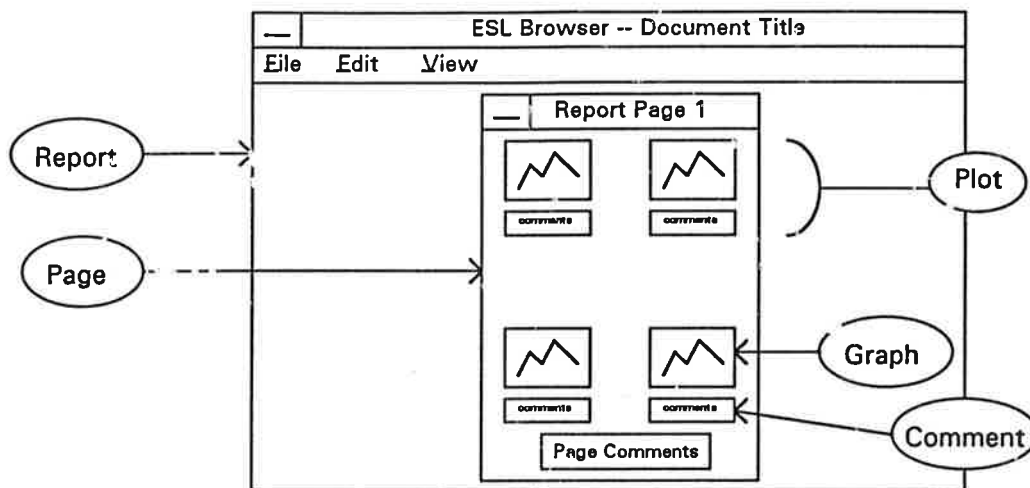 ESL Browser -- Document Title
File Edit View
Report Page 1
Report
Plot
comments comments
Page
Graph
comments comments
Comment
Page Comments